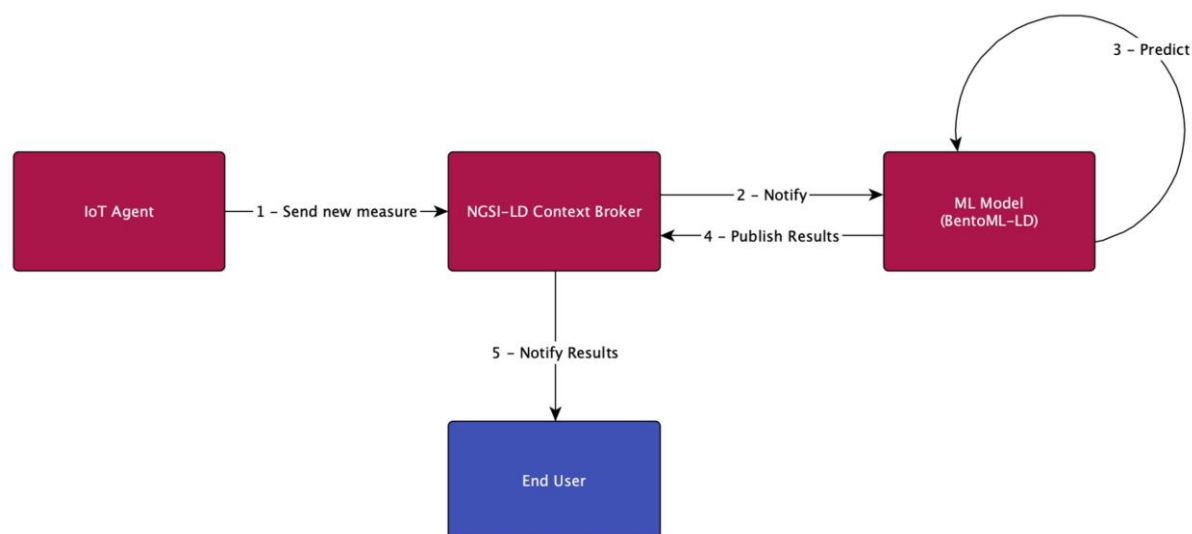 3 – Predict
IoT Agent
1 – Send new measure
NGSI-LD Context Broker
2 – Notify
4 – Publish Results
ML Model
(BentoML-LD)
5 – Notify Results
End User